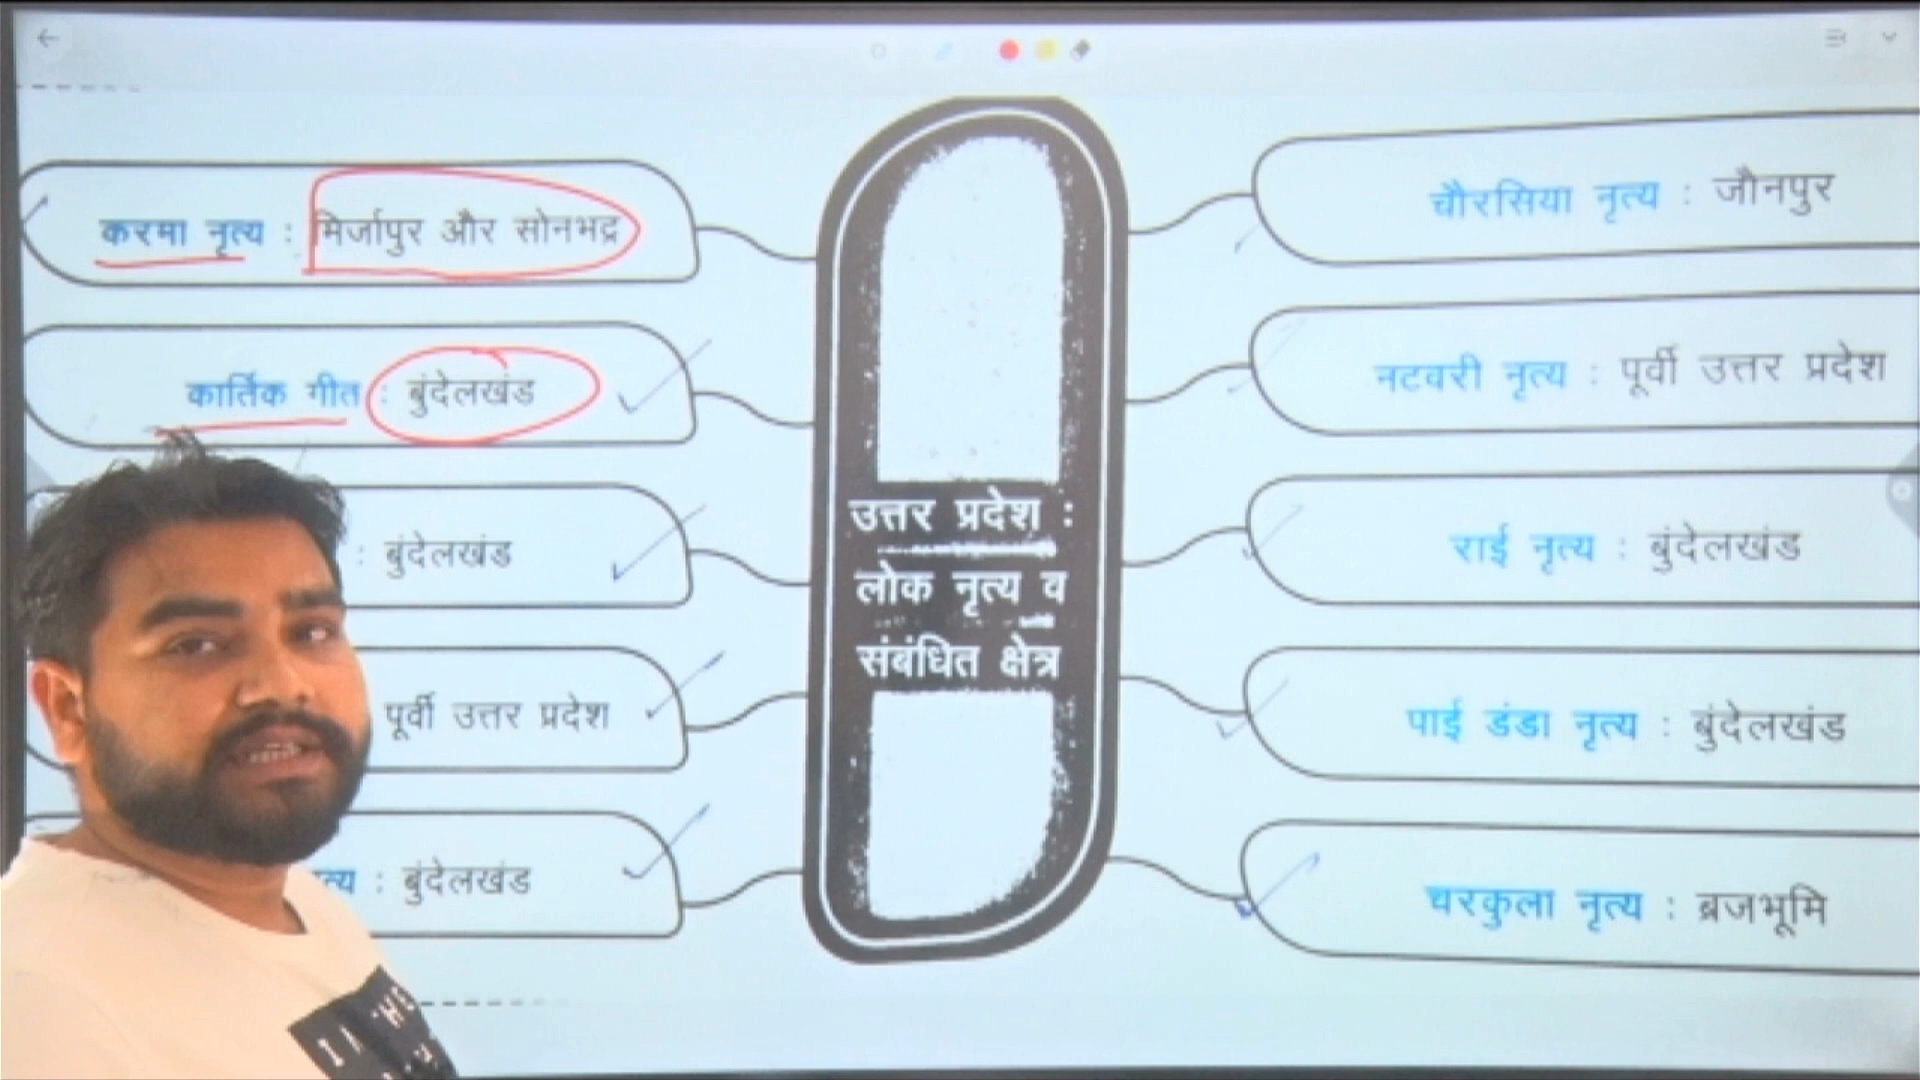 करमा नृत्य : मिर्जापुर और सोनभद्र
कार्तिक गीत : बुंदेलखंड
: बुंदेलखंड
पूर्वी उत्तर प्रदेश
: बुंदेलखंड
उत्तर प्रदेश :
लोक नृत्य व
संबंधित क्षेत्र
चौरसिया नृत्य : जौनपुर
नटवरी नृत्य : पूर्वी उत्तर प्रदेश
राई नृत्य : बुंदेलखंड
पाई डंडा नृत्य : बुंदेलखंड
चरकुला नृत्य : ब्रजभूमि